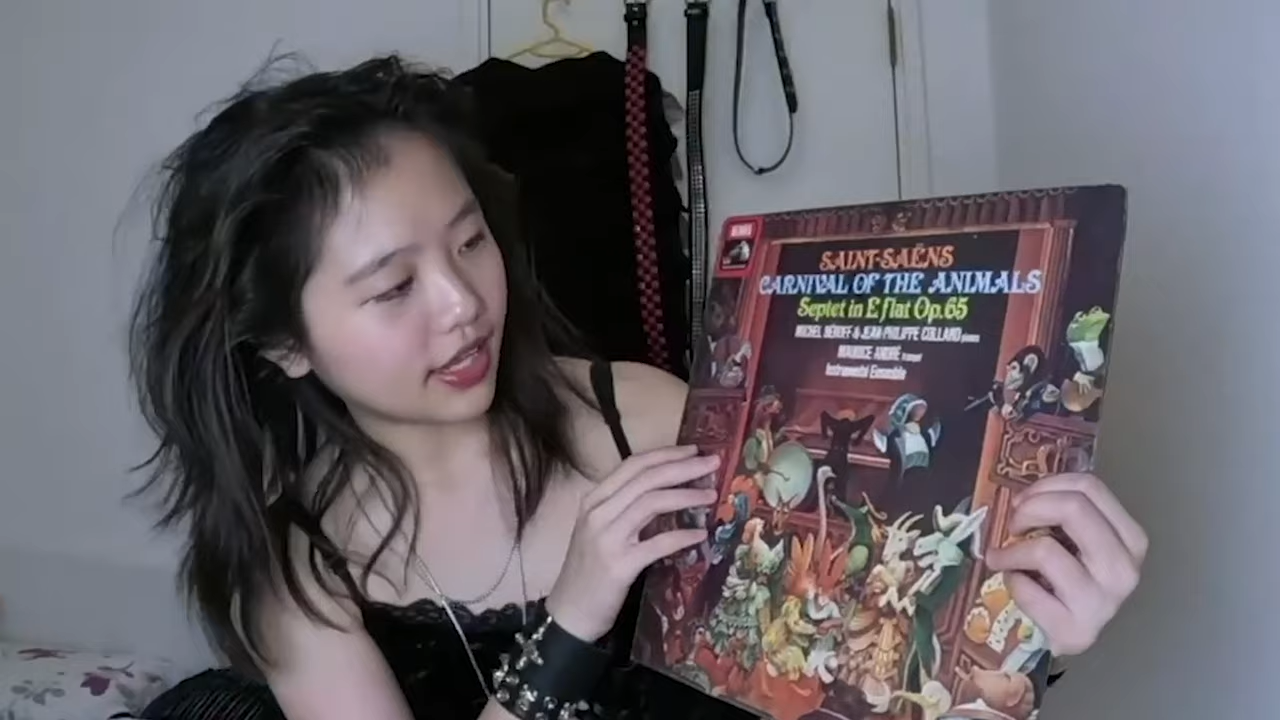 SAINT-SAËNS
CARNIVAL OF THE ANIMALS
Septet in E flat Op.65
MICHEL BÉROFF & JEAN-PHILIPPE COLLARD pianos
MAURICE ANDRÉ trumpet
Instrumental Ensemble